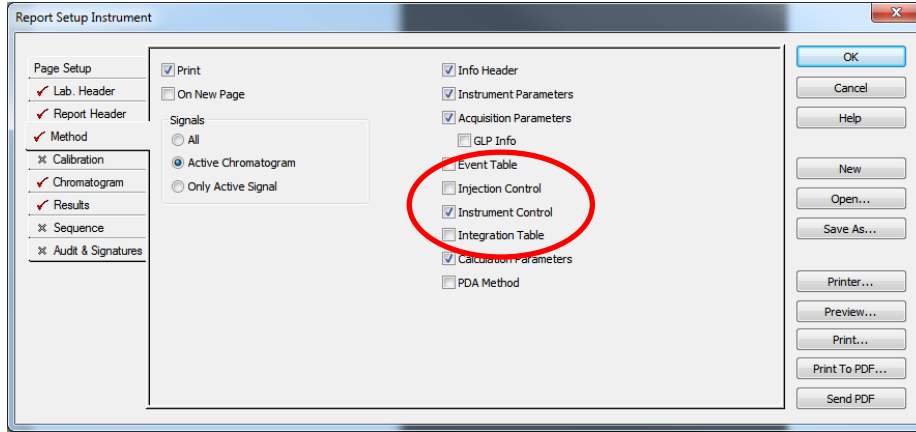 Report Setup Instrument
Page Setup
Lab. Header
Report Header
Method
Calibration
Chromatogram
Results
Sequence
Audit & Signatures
Print
On New Page
Signals
All
Active Chromatogram
Only Active Signal
Info Header
Instrument Parameters
Acquisition Parameters
GLP Info
Event Table
Injection Control
Instrument Control
Integration Table
Calculation Parameters
PDA Method
OK
Cancel
Help
New
Open...
Save As...
Printer...
Preview...
Print...
Print To PDF...
Send PDF